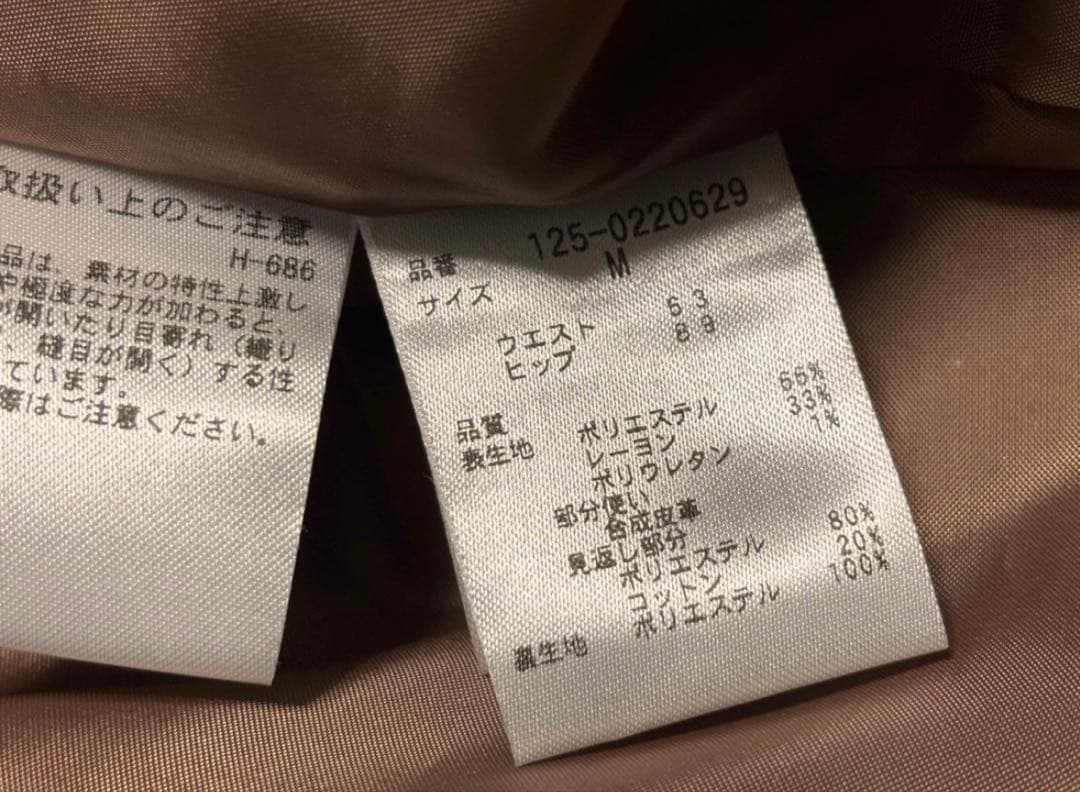 取扱い上のご注意
H-686
品は、素材の特性上激し
や極度な力が加わると、
が開いたり目寄れ（織り
、縫目が開く）する性
ています。
際はご注意ください。
品番 125-0220629
サイズ M
ウエスト 63
ヒップ 89
品質
表生地 ポリエステル 66%
レーヨン 33%
ポリウレタン 1%
部分使い
合成皮革
見返し部分
ポリエステル 80%
コットン 20%
裏生地 ポリエステル 100%